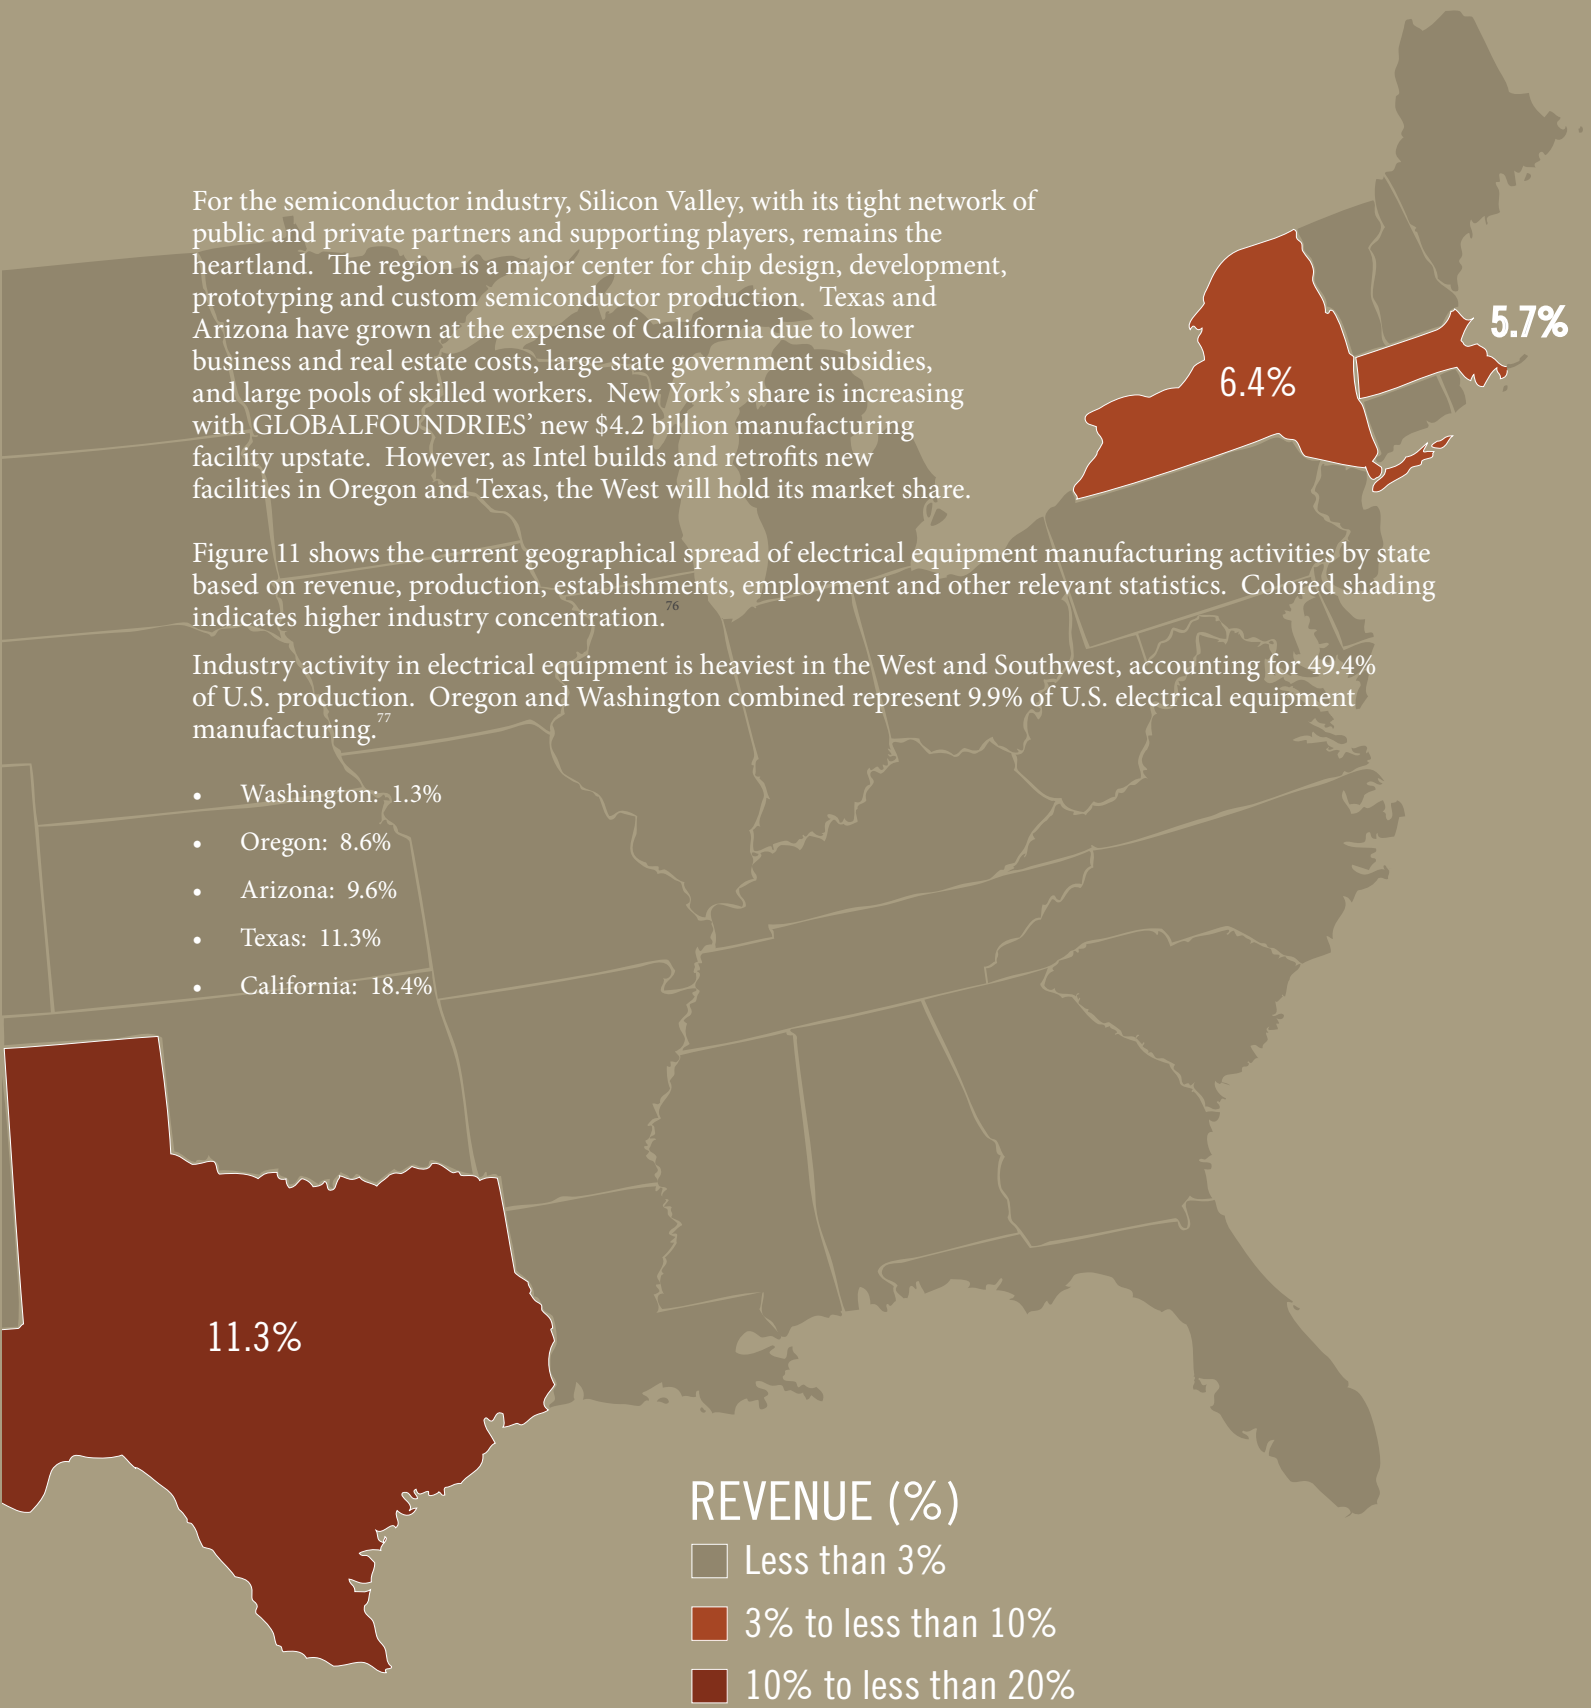 For the semiconductor industry, Silicon Valley, with its tight network of
public and private partners and supporting players, remains the
heartland.  The region is a major center for chip design, development,
prototyping and custom semiconductor production.  Texas and
Arizona have grown at the expense of California due to lower
business and real estate costs, large state government subsidies,
and large pools of skilled workers.  New York’s share is increasing
with GLOBALFOUNDRIES’ new $4.2 billion manufacturing
facility upstate.  However, as Intel builds and retrofits new
facilities in Oregon and Texas, the West will hold its market share.
5.7%
6.4%
Figure 11 shows the current geographical spread of electrical equipment manufacturing activities by state
based on revenue, production, establishments, employment and other relevant statistics.  Colored shading
indicates higher industry concentration.76
Industry activity in electrical equipment is heaviest in the West and Southwest, accounting for 49.4%
of U.S. production.  Oregon and Washington combined represent 9.9% of U.S. electrical equipment
manufacturing.77
• Washington:  1.3%
• Oregon:  8.6%
• Arizona:  9.6%
• Texas:  11.3%
• California:  18.4%
11.3%
REVENUE (%)
Less than 3%
3% to less than 10%
10% to less than 20%